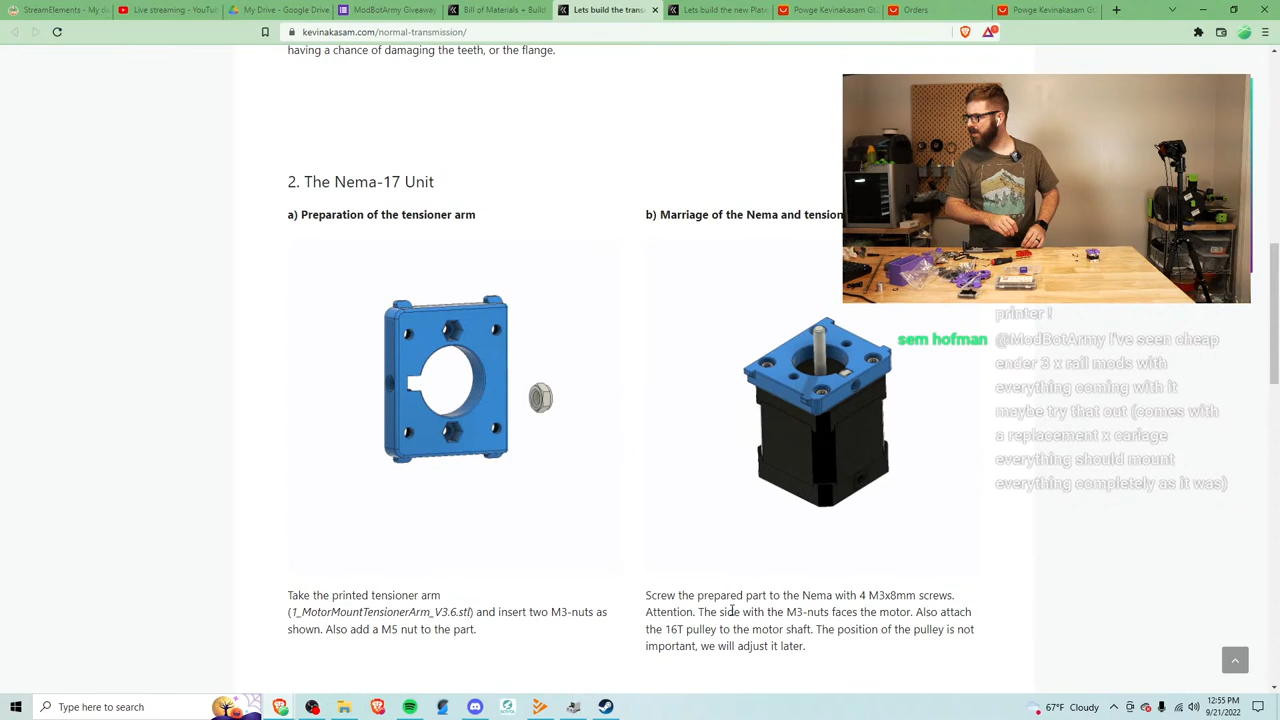 StreamElements - My da
Live streaming - YouTu
My Drive - Google Drive
ModBotArmy Giveaway
Bill of Materials + Build
Lets build the trans
Lets build the new Plate
Powge Kevinakasam Gt2
Orders
Powge Kevinakasam Gt2
kevinakasam.com/normal-transmission/
having a chance of damaging the teeth, or the flange.
2. The Nema-17 Unit
a) Preparation of the tensioner arm
b) Marriage of the Nema and tension
printer !
sem hofman @ModBotArmy I've seen cheap
ender 3 x rail mods with
everything coming with it
maybe try that out (comes with
a replacement x cariage
everything should mount
everything completely as it was)
Take the printed tensioner arm
(1_MotorMountTensionerArm_V3.6.stl) and insert two M3-nuts as
shown. Also add a M5 nut to the part.
Screw the prepared part to the Nema with 4 M3x8mm screws.
Attention. The side with the M3-nuts faces the motor. Also attach
the 16T pulley to the motor shaft. The position of the pulley is not
important, we will adjust it later.
Type here to search
67°F Cloudy
12:55 PM
9/21/2022